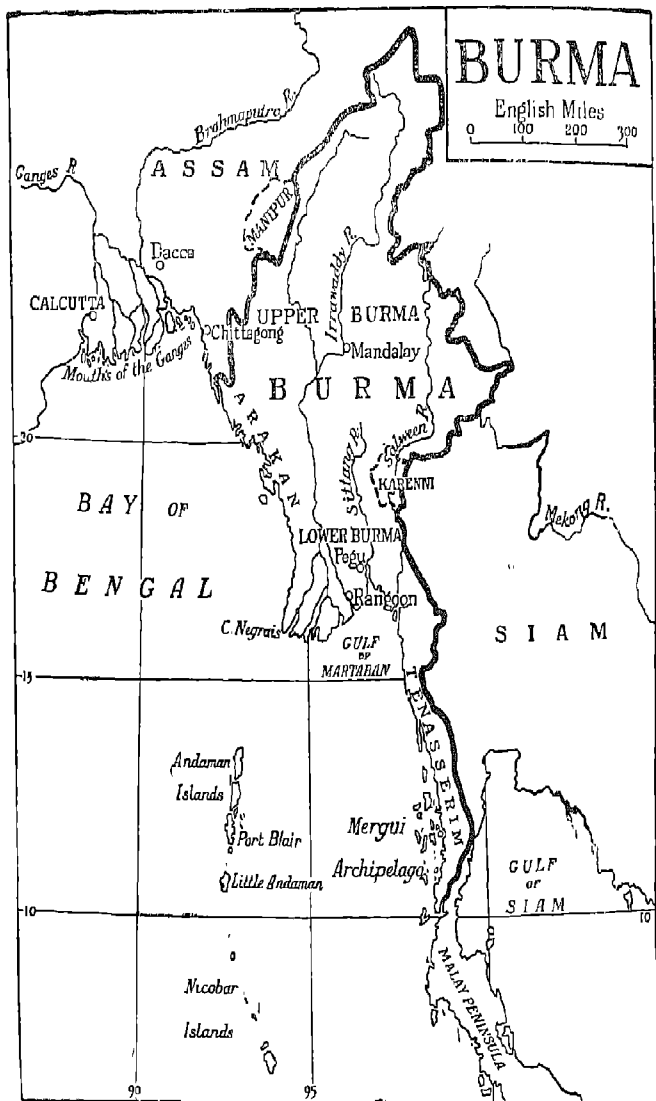 BURMA
English Miles
0 100 200 300
Brahmaputra R.
ASSAM
Ganges R
MANIPUR
Dacca
CALCUTTA
Chittagong
Mouths of the Ganges
UPPER BURMA
Irrawaddy R.
Mandalay
BURMA
ARAKAN
20
Salween R.
Sittang R.
KARENNI
BAY OF
BENGAL
LOWER BURMA
Pegu
Rangoon
Mekong R.
C. Negrais
GULF
OF
MARTABAN
SIAM
15
TENASSERIM
Andaman
Islands
Port Blair
Little Andaman
Mergui
Archipelago
GULF
OF
SIAM
10
10
Nicobar
Islands
MALAY PENINSULA
90
95